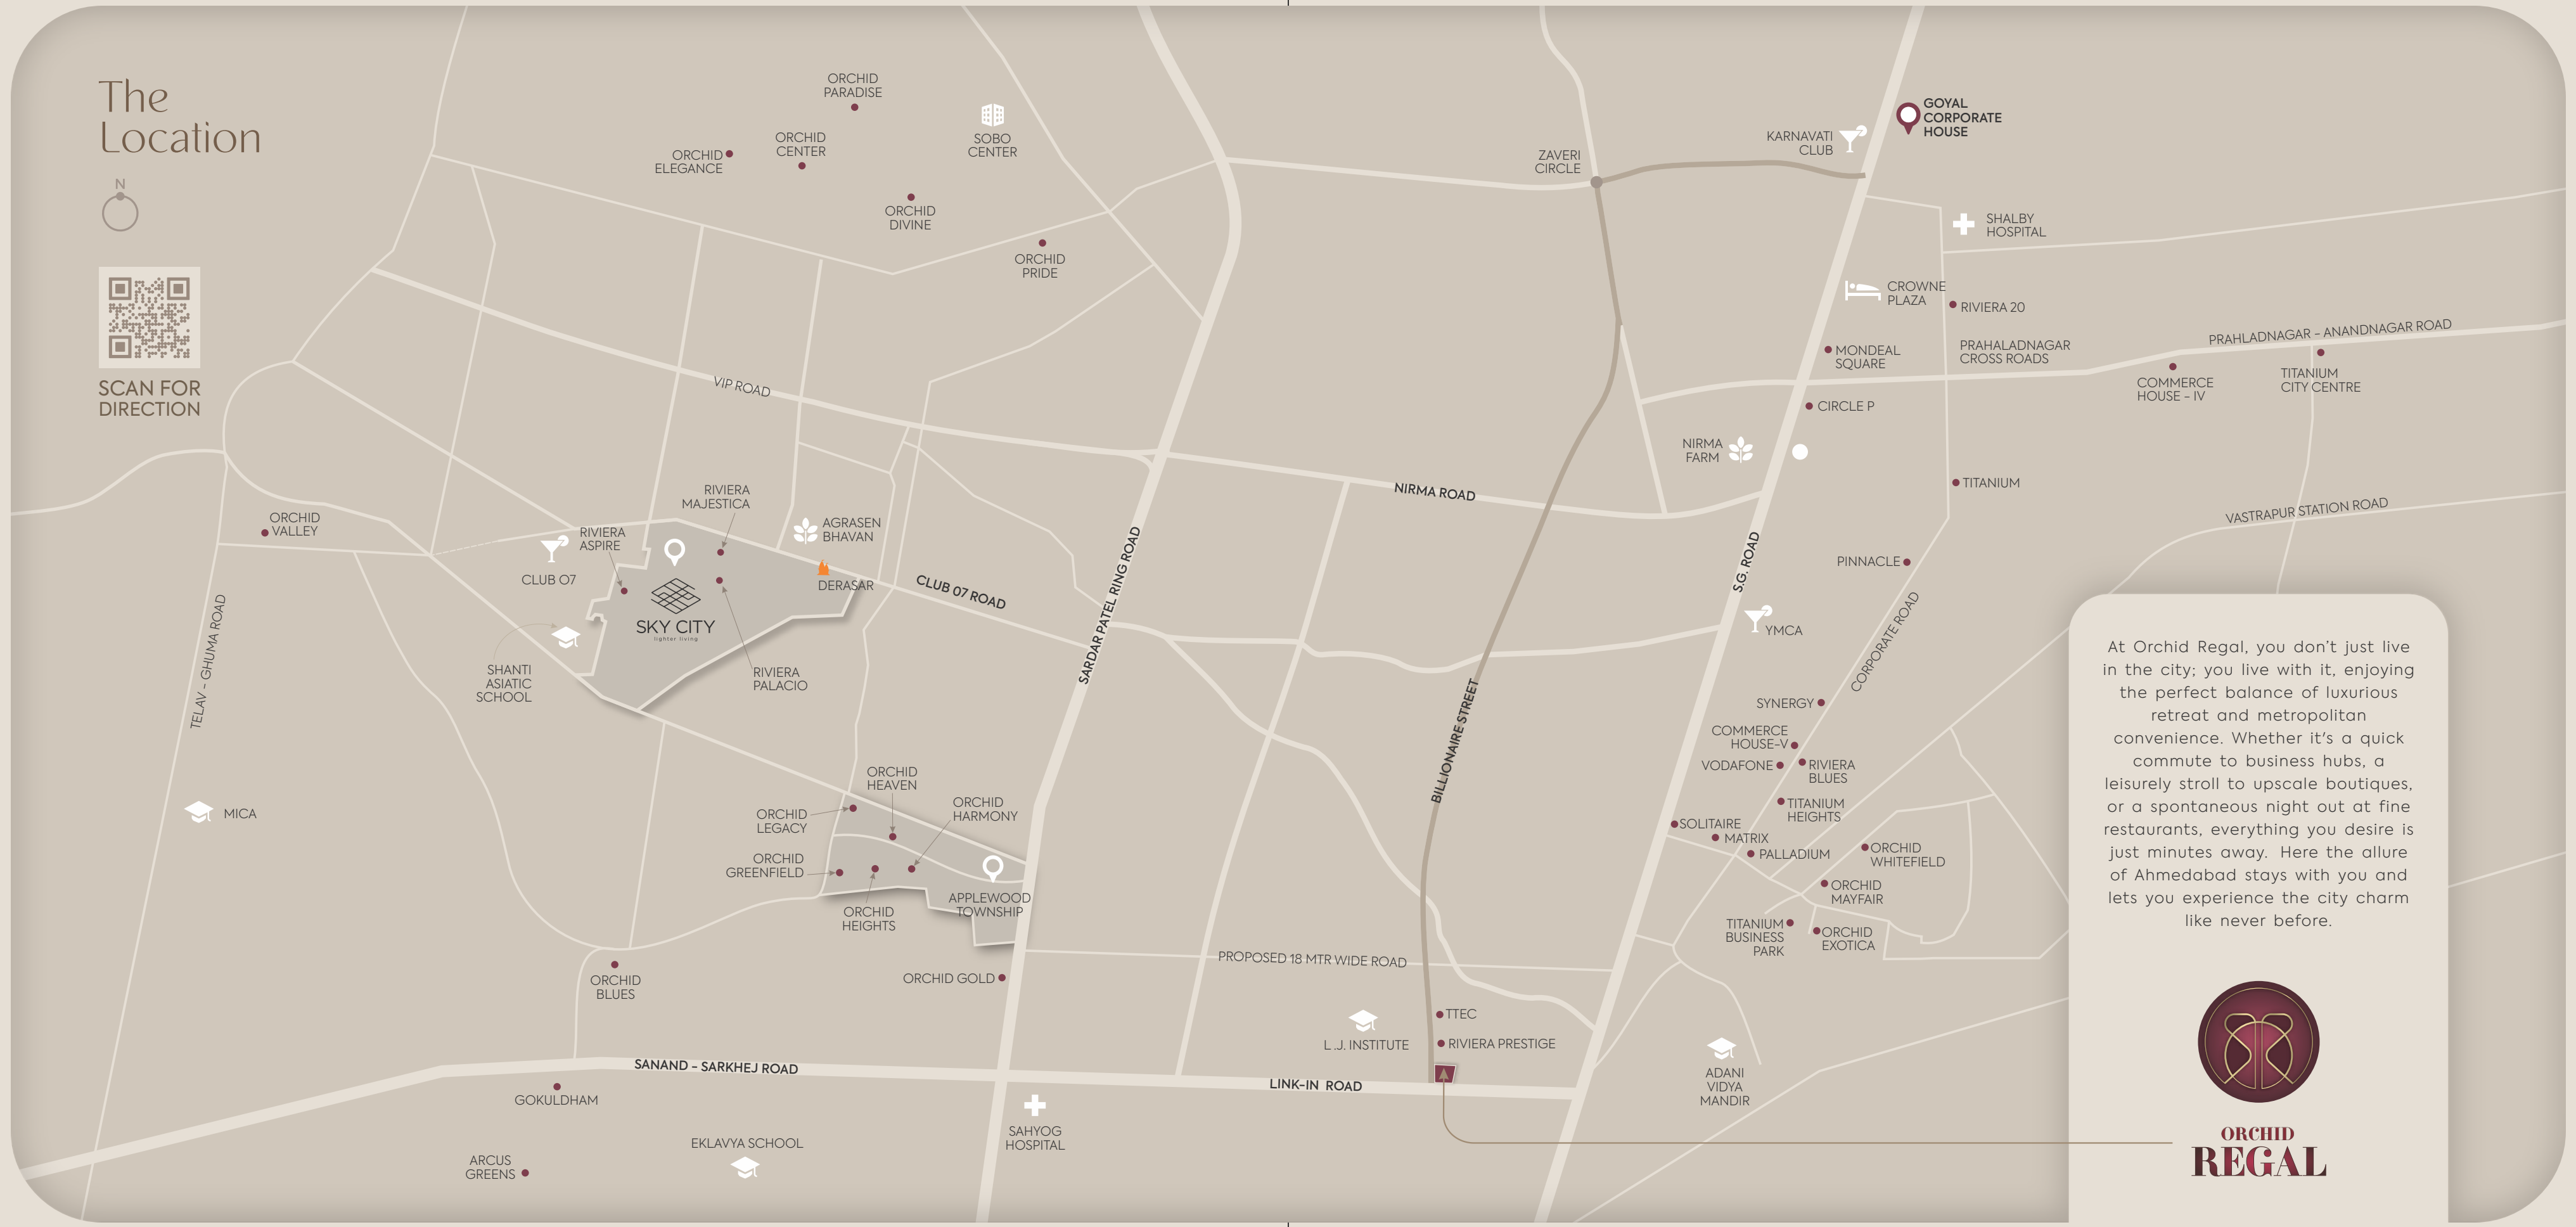 The
Location
N
SCAN FOR
DIRECTION
ORCHID
PARADISE
ORCHID
CENTER
ORCHID
ELEGANCE
SOBO
CENTER
ORCHID
DIVINE
ORCHID
PRIDE
ZAVERI
CIRCLE
KARNAVATI
CLUB
GOYAL
CORPORATE
HOUSE
SHALBY
HOSPITAL
CROWNE
PLAZA
RIVIERA 20
MONDEAL
SQUARE
PRAHALADNAGAR
CROSS ROADS
PRAHLADNAGAR - ANANDNAGAR ROAD
COMMERCE
HOUSE - IV
TITANIUM
CITY CENTRE
CIRCLE P
NIRMA
FARM
VIP ROAD
NIRMA ROAD
TITANIUM
VASTRAPUR STATION ROAD
ORCHID
VALLEY
RIVIERA
MAJESTICA
RIVIERA
ASPIRE
AGRASEN
BHAVAN
CLUB O7
DERASAR
CLUB 07 ROAD
SKY CITY
lighter living
SHANTI
ASIATIC
SCHOOL
RIVIERA
PALACIO
TELAV - GHUMA ROAD
SARDAR PATEL RING ROAD
S.G. ROAD
PINNACLE
YMCA
CORPORATE ROAD
SYNERGY
BILLIONAIRE STREET
COMMERCE
HOUSE-V
VODAFONE
RIVIERA
BLUES
TITANIUM
HEIGHTS
SOLITAIRE
MATRIX
PALLADIUM
ORCHID
WHITEFIELD
ORCHID
MAYFAIR
TITANIUM
BUSINESS
PARK
ORCHID
EXOTICA
MICA
ORCHID
HEAVEN
ORCHID
LEGACY
ORCHID
HARMONY
ORCHID
GREENFIELD
ORCHID
HEIGHTS
APPLEWOOD
TOWNSHIP
ORCHID
BLUES
ORCHID GOLD
PROPOSED 18 MTR WIDE ROAD
TTEC
L .J. INSTITUTE
RIVIERA PRESTIGE
SANAND - SARKHEJ ROAD
LINK-IN ROAD
ADANI
VIDYA
MANDIR
GOKULDHAM
SAHYOG
HOSPITAL
EKLAVYA SCHOOL
ARCUS
GREENS
At Orchid Regal, you don't just live
in the city; you live with it, enjoying
the perfect balance of luxurious
retreat and metropolitan
convenience. Whether it's a quick
commute to business hubs, a
leisurely stroll to upscale boutiques,
or a spontaneous night out at fine
restaurants, everything you desire is
just minutes away. Here the allure
of Ahmedabad stays with you and
lets you experience the city charm
like never before.
ORCHID
REGAL